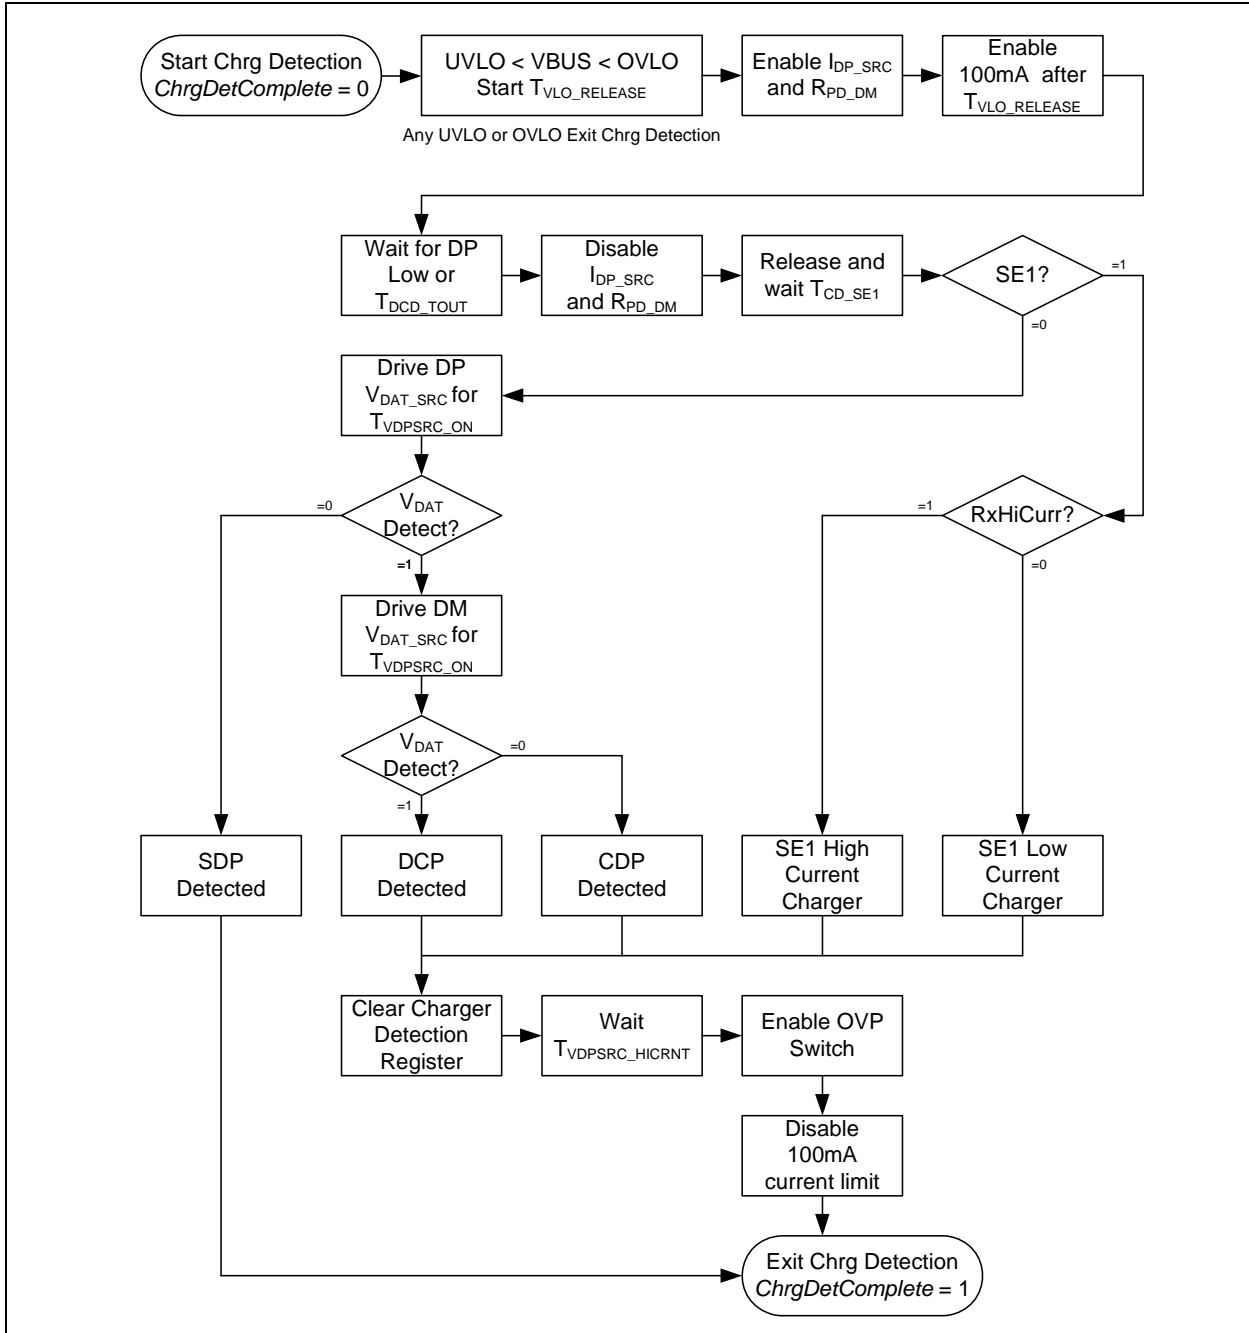 Start Chrg Detection
ChrgDetComplete = 0
UVLO < VBUS < OVLO
Start TVLO_RELEASE
Enable IDP_SRC
and RPD_DM
Enable
100mA after
TVLO_RELEASE
Any UVLO or OVLO Exit Chrg Detection
Wait for DP
Low or
TDCD_TOUT
Disable
IDP_SRC
and RPD_DM
Release and
wait TCD_SE1
SE1?
=1
=0
Drive DP
VDAT_SRC for
TVDPSRC_ON
VDAT
Detect?
=0
=1
RxHiCurr?
=1
=0
Drive DM
VDAT_SRC for
TVDPSRC_ON
VDAT
Detect?
=0
=1
SDP
Detected
DCP
Detected
CDP
Detected
SE1 High
Current
Charger
SE1 Low
Current
Charger
Clear Charger
Detection
Register
Wait
TVDPSRC_HICRNT
Enable OVP
Switch
Disable
100mA
current limit
Exit Chrg Detection
ChrgDetComplete = 1